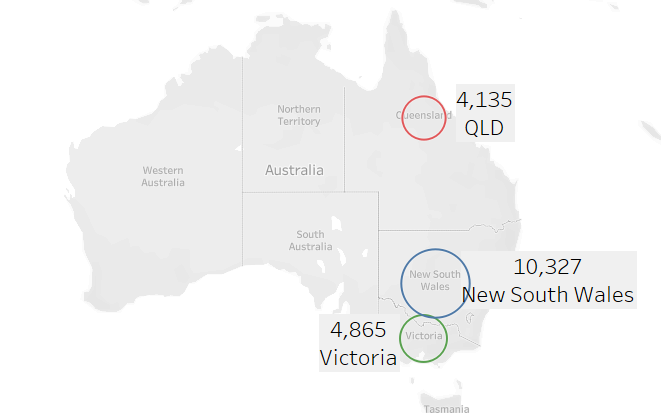 4,135
QLD
Queensland
Northern
Territory
Australia
Western
Australia
South
Australia
10,327
New South Wales
New South
Wales
4,865
Victoria
Victoria
Tasmania